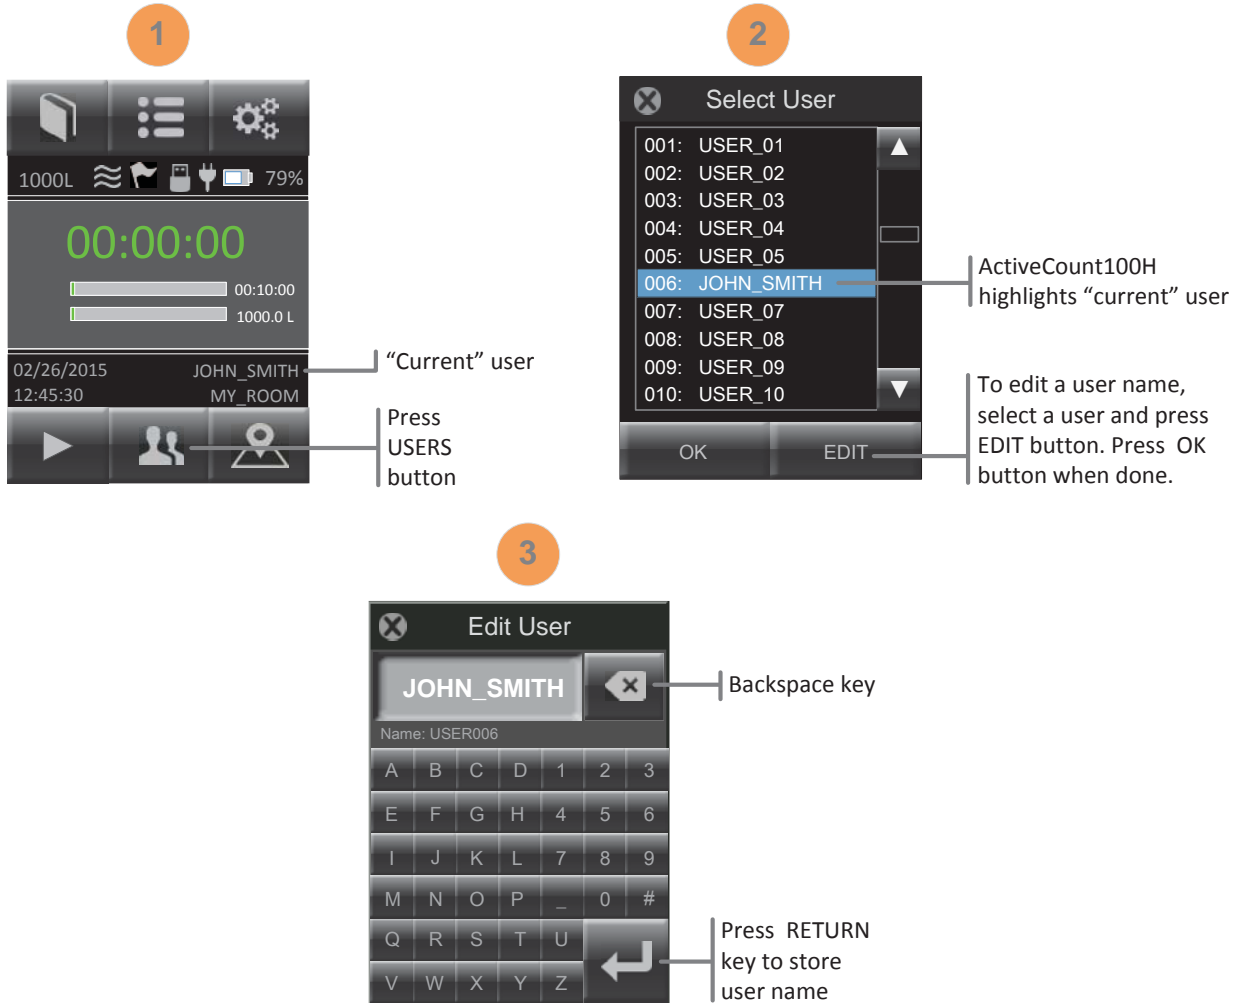 1
1000L 79%
00:00:00
00:10:00
1000.0 L
02/26/2015 JOHN_SMITH
12:45:30 MY_ROOM
"Current" user
Press
USERS
button
2
Select User
001: USER_01
002: USER_02
003: USER_03
004: USER_04
005: USER_05
006: JOHN_SMITH
007: USER_07
008: USER_08
009: USER_09
010: USER_10
OK EDIT
ActiveCount100H
highlights “current” user
To edit a user name,
select a user and press
EDIT button. Press OK
button when done.
3
Edit User
JOHN_SMITH
Name: USER006
A B C D 1 2 3
E F G H 4 5 6
I J K L 7 8 9
M N O P _ 0 #
Q R S T U
V W X Y Z
Backspace key
Press RETURN
key to store
user name